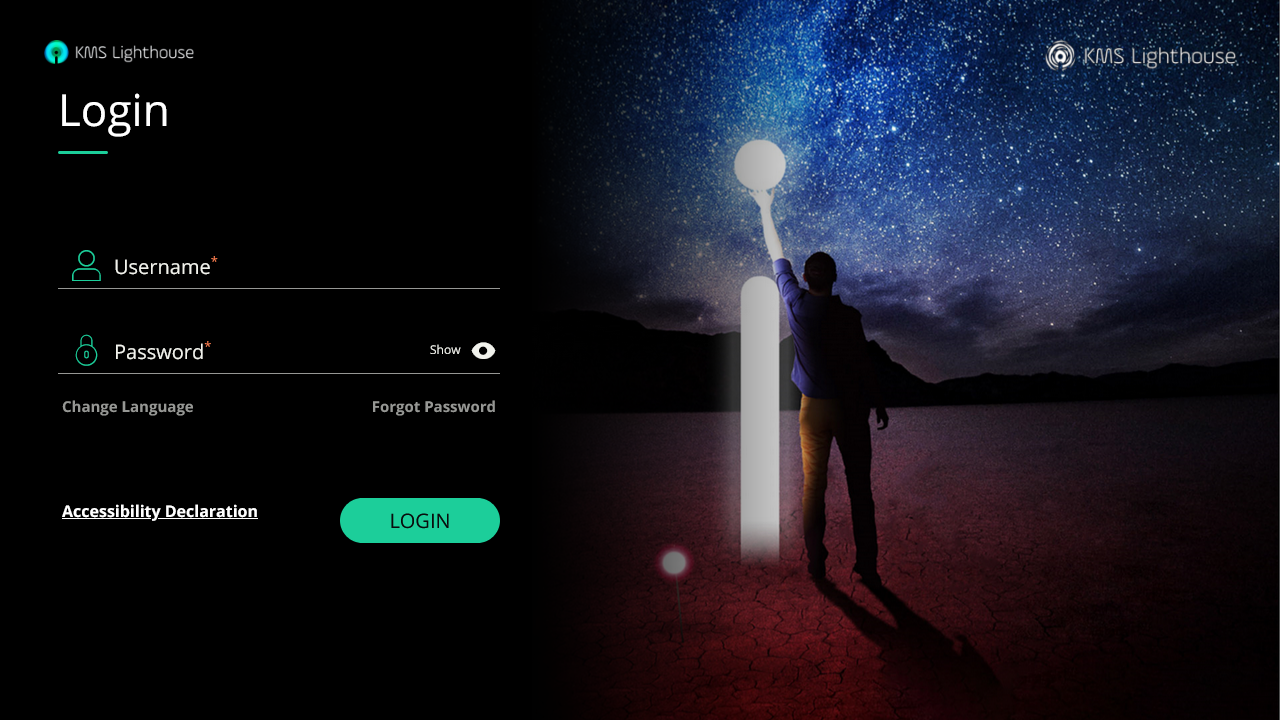 KMS Lighthouse
KMS Lighthouse
Login
Username*
Password*
Show
Change Language
Forgot Password
Accessibility Declaration
LOGIN